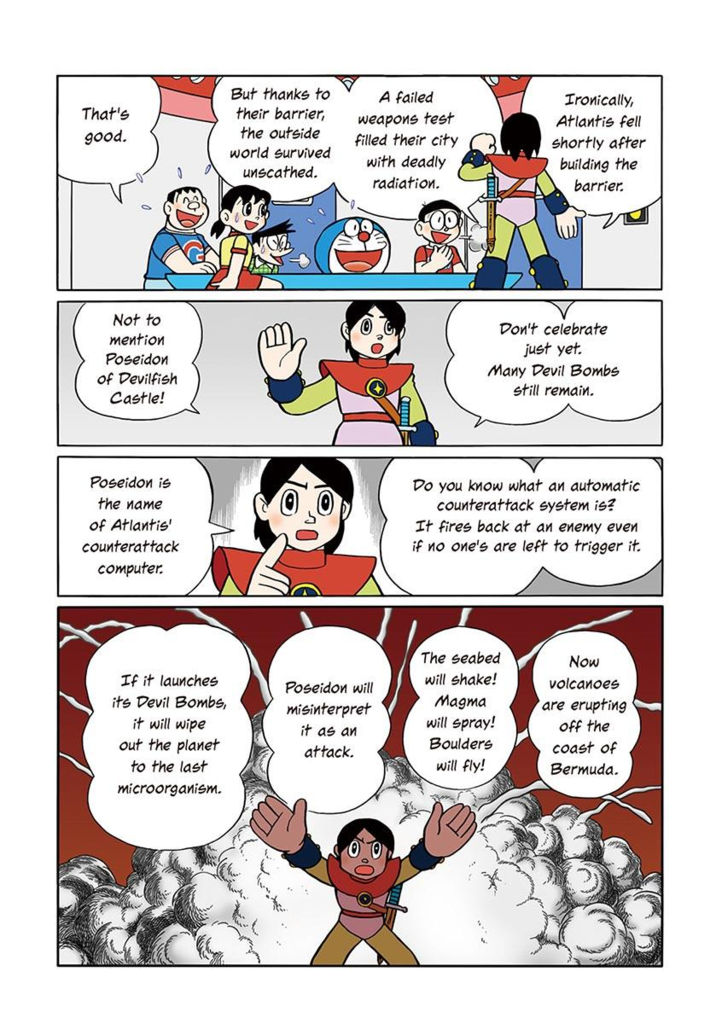 Ironically,
Atlantis fell
shortly after
building the
barrier.
A failed
weapons test
filled their city
with deadly
radiation.
But thanks to
their barrier,
the outside
world survived
unscathed.
That's
good.
Don't celebrate
just yet.
Many Devil Bombs
still remain.
Not to
mention
Poseidon
of Devilfish
Castle!
Do you know what an automatic
counterattack system is?
It fires back at an enemy even
if no one's are left to trigger it.
Poseidon is
the name
of Atlantis'
counterattack
computer.
Now
volcanoes
are erupting
off the
coast of
Bermuda.
The seabed
will shake!
Magma
will spray!
Boulders
will fly!
Poseidon will
misinterpret
it as an
attack.
If it launches
its Devil Bombs,
it will wipe
out the planet
to the last
microorganism.